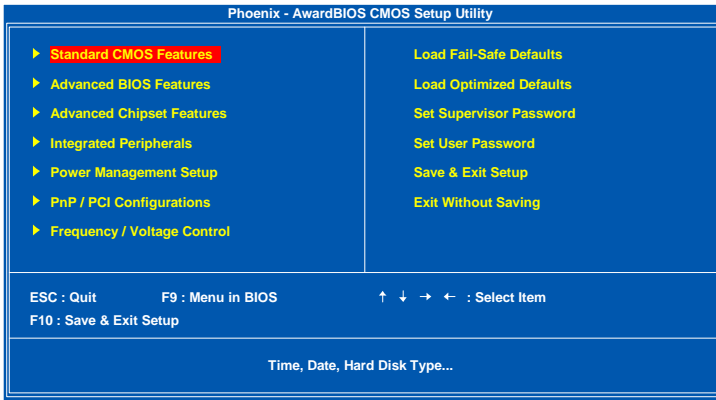 Phoenix - AwardBIOS CMOS Setup Utility
Standard CMOS Features
Advanced BIOS Features
Advanced Chipset Features
Integrated Peripherals
Power Management Setup
PnP / PCI Configurations
Frequency / Voltage Control
Load Fail-Safe Defaults
Load Optimized Defaults
Set Supervisor Password
Set User Password
Save & Exit Setup
Exit Without Saving
ESC : Quit F9 : Menu in BIOS ↑ ↓ → ← : Select Item
F10 : Save & Exit Setup
Time, Date, Hard Disk Type...